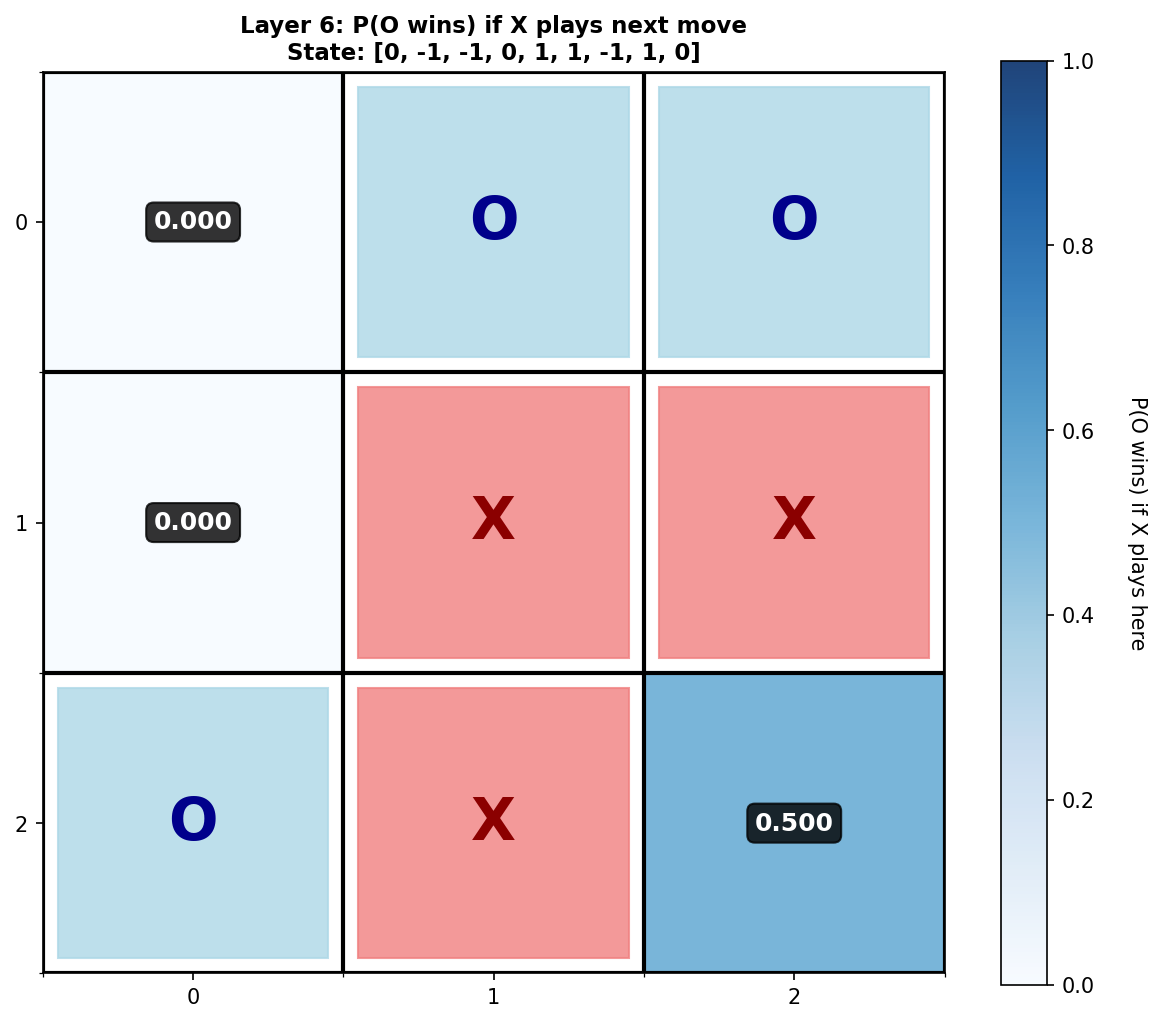 Layer 6: P(O wins) if X plays next move
State: [0, -1, -1, 0, 1, 1, -1, 1, 0]
0
0.000
O
O
1
0.000
X
X
2
O
X
0.500
0
1
2
1.0
0.8
0.6
0.4
0.2
0.0
P(O wins) if X plays here